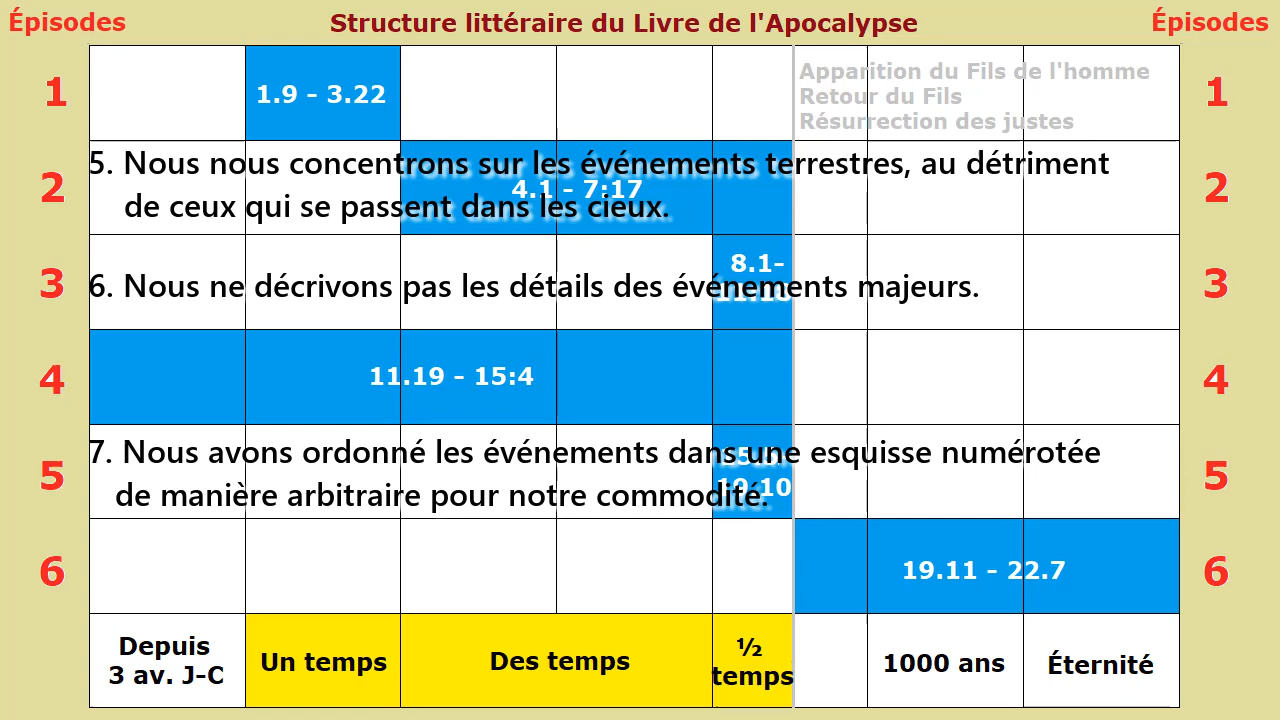 Épisodes Structure littéraire du Livre de l'Apocalypse Épisodes
1 1.9 - 3.22 1
Apparition du Fils de l'homme
Retour du Fils
Résurrection des justes
5. Nous nous concentrons sur les événements terrestres, au détriment
de ceux qui se passent dans les cieux.
2 4.1 - 7:17 2
3 8.1- 3
6. Nous ne décrivons pas les détails des événements majeurs.
4 11.19 - 15:4 4
7. Nous avons ordonné les événements dans une esquisse numérotée
de manière arbitraire pour notre commodité.
5 5
6 19.11 - 22.7 6
Depuis
3 av. J-C
Un temps
Des temps
½
temps
1000 ans
Éternité